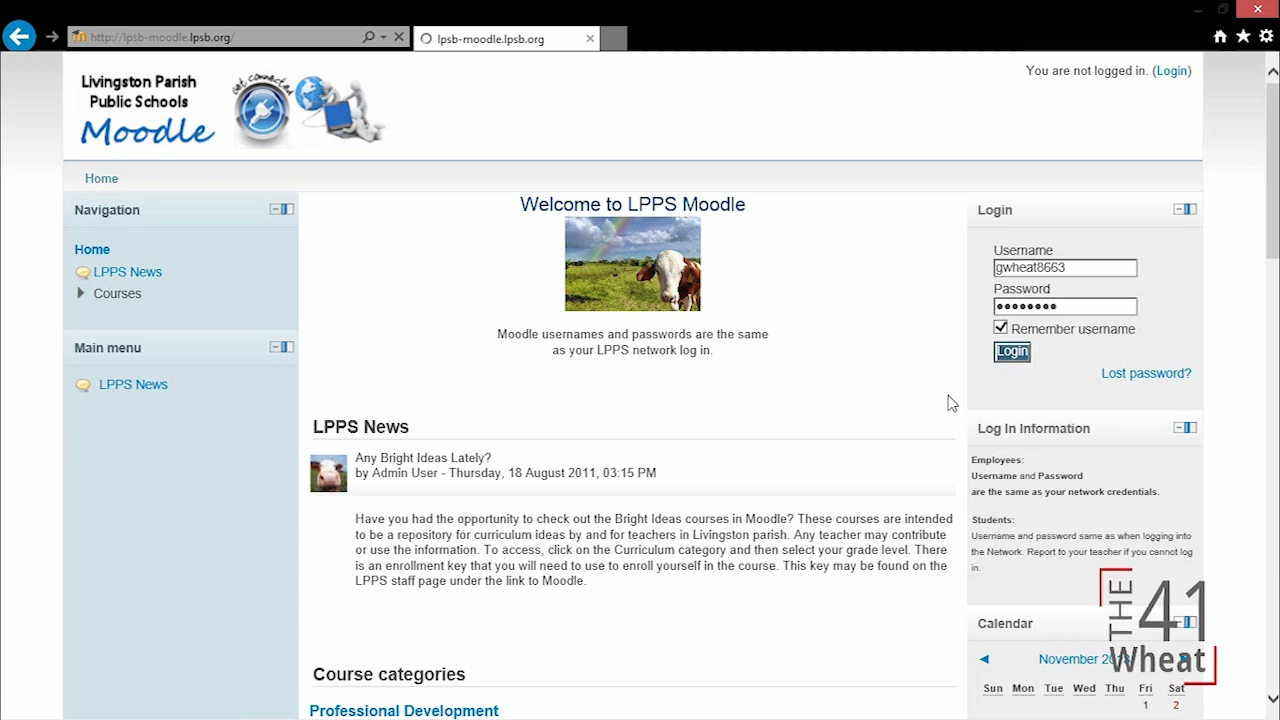 http://lpsb-moodle.lpsb.org/
lpsb-moodle.lpsb.org
You are not logged in. (Login)
Livingston Parish
Public Schools
Moodle
Get connected
Home
Navigation
Home
LPPS News
Courses
Main menu
LPPS News
Welcome to LPPS Moodle
Moodle usernames and passwords are the same
as your LPPS network log in.
LPPS News
Any Bright Ideas Lately?
by Admin User - Thursday, 18 August 2011, 03:15 PM
Have you had the opportunity to check out the Bright Ideas courses in Moodle? These courses are intended
to be a repository for curriculum ideas by and for teachers in Livingston parish. Any teacher may contribute
or use the information. To access, click on the Curriculum category and then select your grade level. There
is an enrollment key that you will need to use to enroll yourself in the course. This key may be found on the
LPPS staff page under the link to Moodle.
Course categories
Professional Development
Login
Username
gwheat8663
Password
Remember username
Login
Lost password?
Log In Information
Employees:
Username and Password
are the same as your network credentials.
Students:
Username and password same as when logging into
the Network. Report to your teacher if you cannot log
in.
Calendar
November
Sun Mon Tue Wed Thu Fri Sat
1 2
THE 41
Wheat